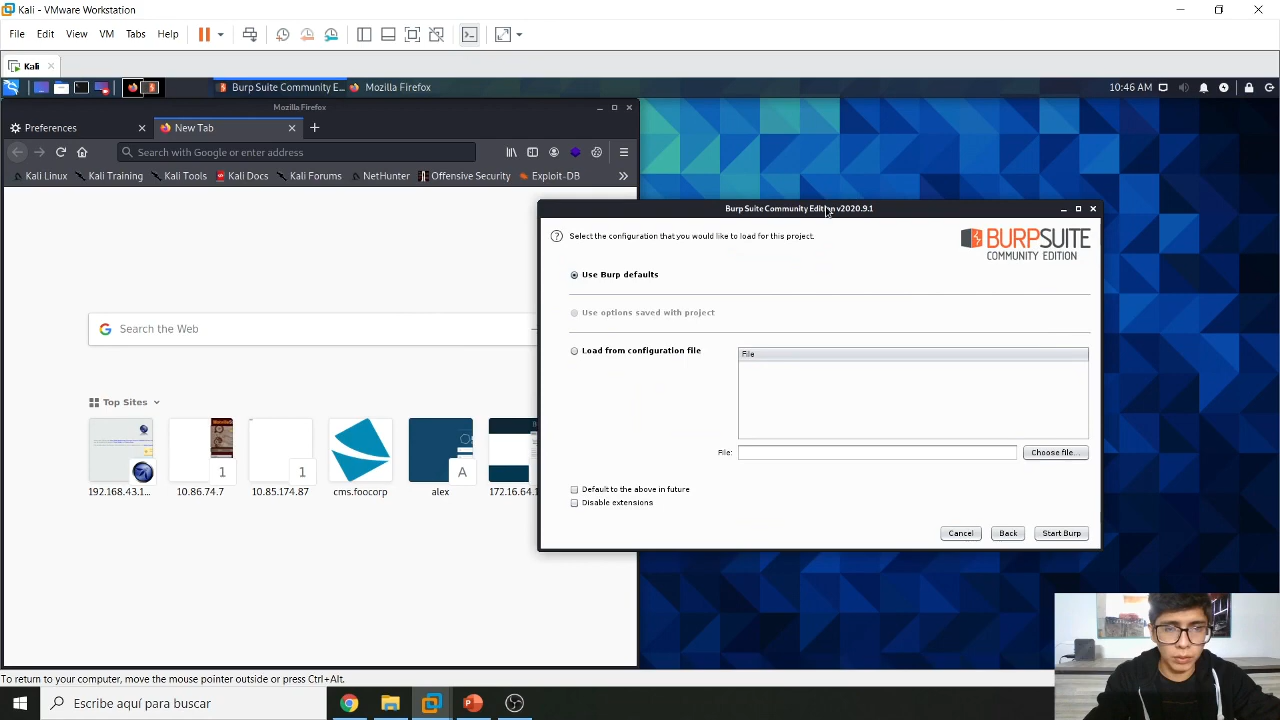 Kali - VMware Workstation
File Edit View VM Tabs Help
Kali
Burp Suite Community E... Mozilla Firefox 10:46 AM
Mozilla Firefox
Preferences New Tab
Search with Google or enter address
Kali Linux Kali Training Kali Tools Kali Docs Kali Forums NetHunter Offensive Security Exploit-DB
Burp Suite Community Edition v2020.9.1
Select the configuration that you would like to load for this project.
BURPSUITE
COMMUNITY EDITION
Use Burp defaults
Use options saved with project
Search the Web
Load from configuration file
File
Top Sites
File: Choose file...
1 1 A
192.168.43.1... 10.86.74.7 10.85.174.87 cms.foocorp alex 172.16.64.1
Default to the above in future
Disable extensions
Cancel Back Start Burp
To return to your computer, move the mouse pointer outside or press Ctrl+Alt.
Escribe aquí para buscar